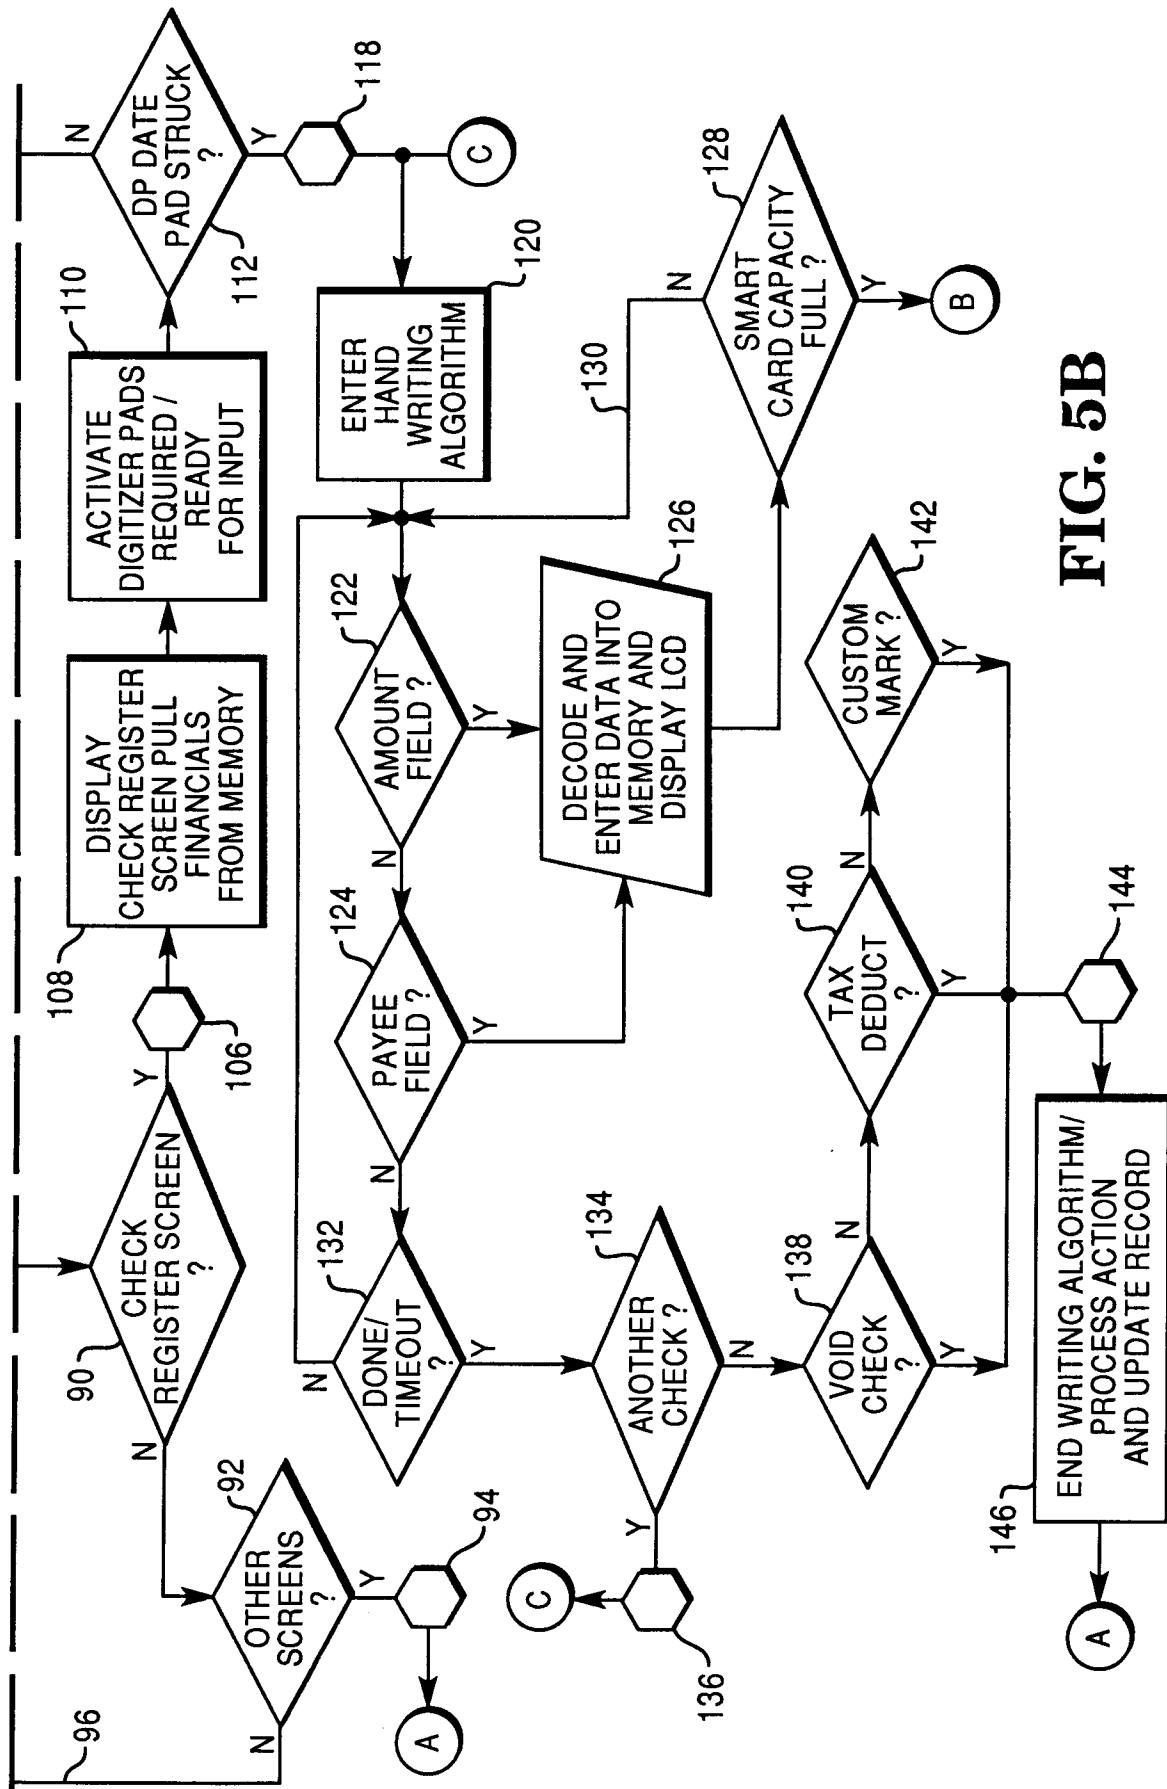 96
N
OTHER
SCREENS
?
92
Y
94
A
90
N
CHECK
REGISTER SCREEN
?
Y
106
108
DISPLAY
CHECK REGISTER
SCREEN PULL
FINANCIALS
FROM MEMORY
110
ACTIVATE
DIGITIZER PADS
REQUIRED /
READY
FOR INPUT
112
DP DATE
PAD STRUCK
?
N
Y
118
C
120
ENTER
HAND
WRITING
ALGORITHM
122
AMOUNT
FIELD ?
Y
N
124
PAYEE
FIELD ?
Y
N
132
DONE/
TIMEOUT
?
N
Y
126
DECODE AND
ENTER DATA INTO
MEMORY AND
DISPLAY LCD
130
N
128
SMART
CARD CAPACITY
FULL ?
Y
B
134
ANOTHER
CHECK ?
Y
N
136
C
138
VOID
CHECK
?
Y
N
140
TAX
DEDUCT
?
Y
N
142
CUSTOM
MARK ?
Y
144
146
END WRITING ALGORITHM/
PROCESS ACTION
AND UPDATE RECORD
A
FIG. 5B